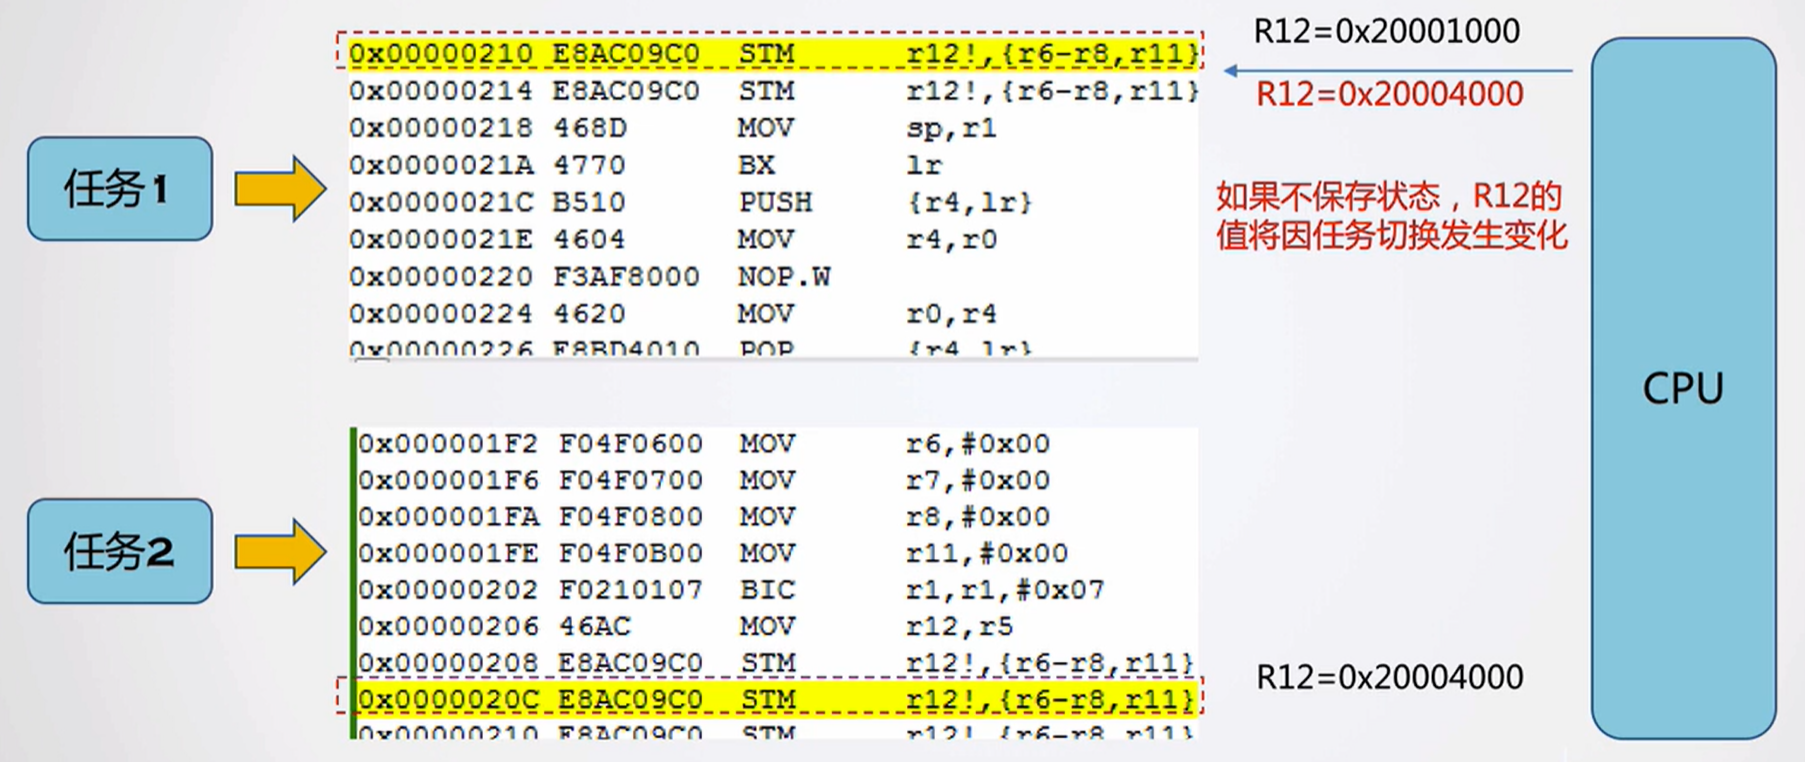 R12=0x20001000
0x00000210 E8AC09C0 STM r12!,{r6-r8,r11}
R12=0x20004000
0x00000214 E8AC09C0 STM r12!,{r6-r8,r11}
0x00000218 468D MOV sp,r1
0x0000021A 4770 BX lr
任务1
0x0000021C B510 PUSH {r4,lr}
如果不保存状态，R12的
值将因任务切换发生变化
0x0000021E 4604 MOV r4,r0
0x00000220 F3AF8000 NOP.W
0x00000224 4620 MOV r0,r4
0x00000226 E8BD4010 POP {r4,lr}
CPU
0x000001F2 F04F0600 MOV r6,#0x00
0x000001F6 F04F0700 MOV r7,#0x00
0x000001FA F04F0800 MOV r8,#0x00
任务2
0x000001FE F04F0B00 MOV r11,#0x00
0x00000202 F0210107 BIC r1,r1,#0x07
0x00000206 46AC MOV r12,r5
0x00000208 E8AC09C0 STM r12!,{r6-r8,r11}
R12=0x20004000
0x0000020C E8AC09C0 STM r12!,{r6-r8,r11}
0x00000210 E8AC09C0 STM r12!,{r6-r8,r11}